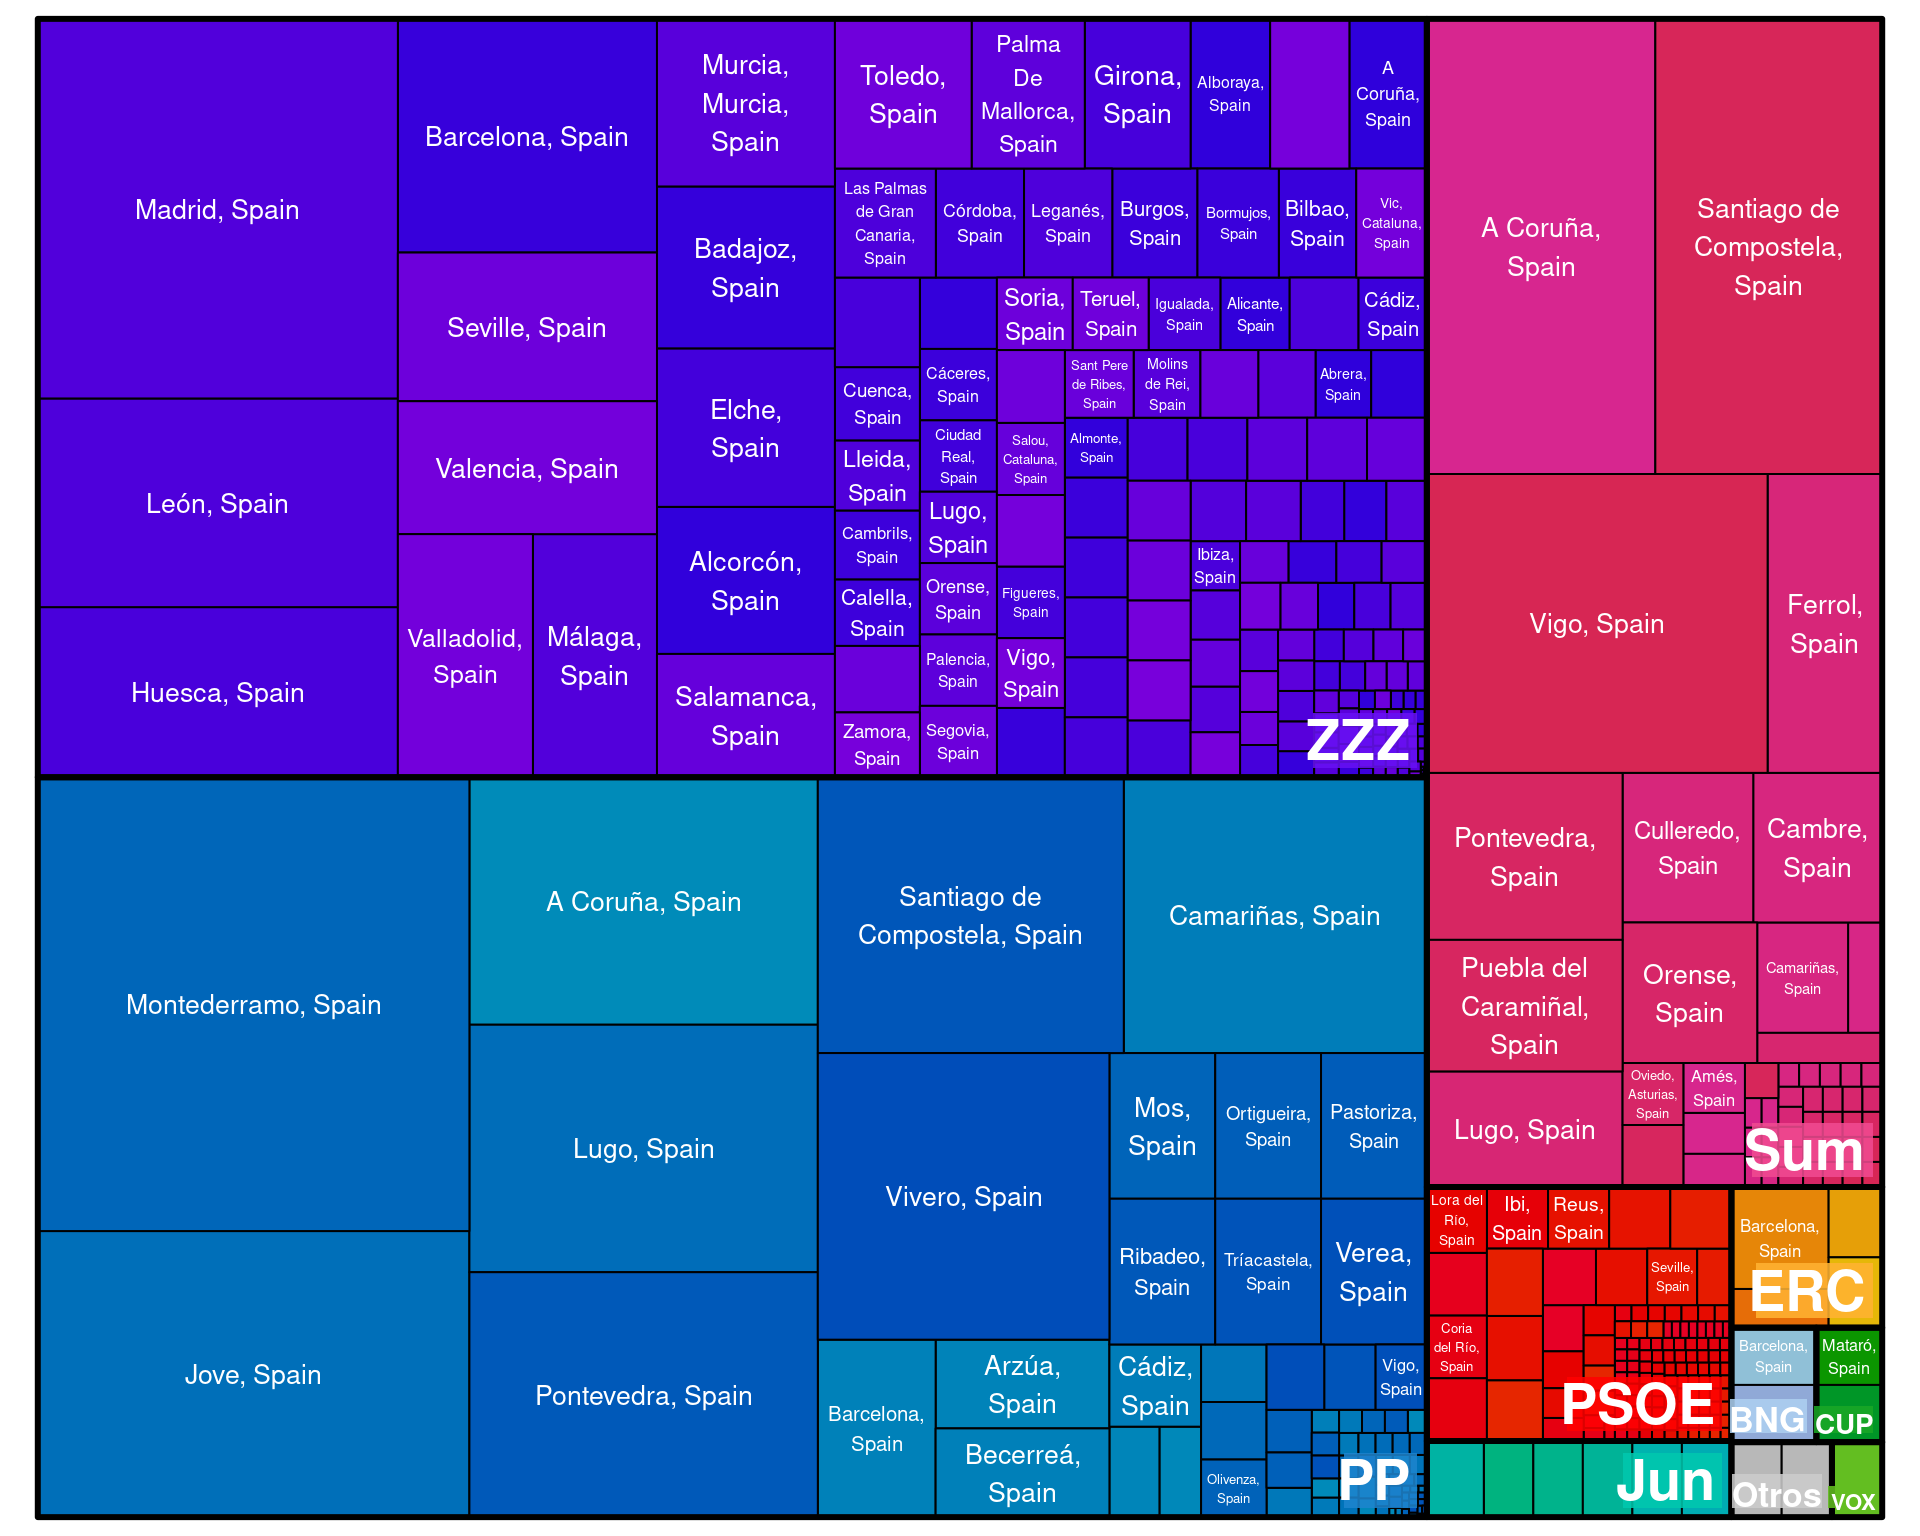 Madrid, Spain
León, Spain
Huesca, Spain
Barcelona, Spain
Seville, Spain
Valencia, Spain
Valladolid,
Spain
Málaga,
Spain
Murcia,
Murcia,
Spain
Badajoz,
Spain
Elche,
Spain
Alcorcón,
Spain
Salamanca,
Spain
Toledo,
Spain
Palma
De
Mallorca,
Spain
Girona,
Spain
Alboraya,
Spain
A
Coruña,
Spain
Las Palmas
de Gran
Canaria,
Spain
Córdoba,
Spain
Leganés,
Spain
Burgos,
Spain
Bormujos,
Spain
Bilbao,
Spain
Vic,
Cataluna,
Spain
Cuenca,
Spain
Lleida,
Spain
Cambrils,
Spain
Calella,
Spain
Zamora,
Spain
Cáceres,
Spain
Ciudad
Real,
Spain
Lugo,
Spain
Orense,
Spain
Palencia,
Spain
Segovia,
Spain
Soria,
Spain
Teruel,
Spain
Igualada,
Spain
Alicante,
Spain
Cádiz,
Spain
Salou,
Cataluna,
Spain
Figueres,
Spain
Vigo,
Spain
Sant Pere
de Ribes,
Spain
Molins
de Rei,
Spain
Abrera,
Spain
Almonte,
Spain
Ibiza,
Spain
ZZZ
Montederramo, Spain
Jove, Spain
A Coruña, Spain
Lugo, Spain
Pontevedra, Spain
Santiago de
Compostela, Spain
Camariñas, Spain
Vivero, Spain
Mos,
Spain
Ortigueira,
Spain
Pastoriza,
Spain
Ribadeo,
Spain
Tríacastela,
Spain
Verea,
Spain
Barcelona,
Spain
Arzúa,
Spain
Becerreá,
Spain
Cádiz,
Spain
Olivenza,
Spain
Vigo,
Spain
PP
A Coruña,
Spain
Santiago de
Compostela,
Spain
Vigo, Spain
Ferrol,
Spain
Pontevedra,
Spain
Puebla del
Caramiñal,
Spain
Lugo, Spain
Culleredo,
Spain
Cambre,
Spain
Orense,
Spain
Camariñas,
Spain
Oviedo,
Asturias,
Spain
Amés,
Spain
Sum
Lora del
Río,
Spain
Ibi,
Spain
Reus,
Spain
Seville,
Spain
Coria
del Río,
Spain
PSOE
Barcelona,
Spain
ERC
Barcelona,
Spain
BNG
Mataró,
Spain
CUP
Jun
Otros
VOX